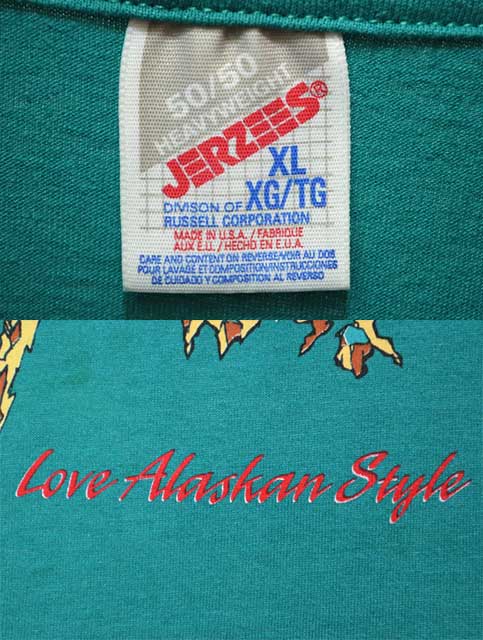 50/50
HEAVYWEIGHT
JERZEES®
XL
XG/TG
DIVISION OF
RUSSELL CORPORATION
MADE IN U.S.A. / FABRIQUE
AUX É.U. / HECHO EN E.U.A.
CARE AND CONTENT ON REVERSE/VOIR AU DOS
POUR LAVAGE ET COMPOSITION/INSTRUCCIONES
DE CUIDADO Y COMPOSITION AL REVERSO
Love Alaskan Style